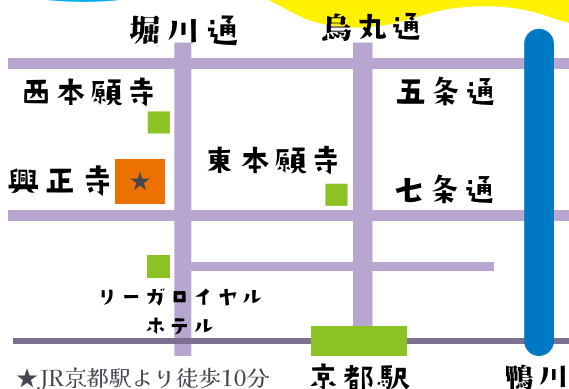 堀川通
烏丸通
西本願寺
五条通
東本願寺
興正寺
★
七条通
リーガロイヤル
ホテル
★JR京都駅より徒歩10分
京都駅
鴨川